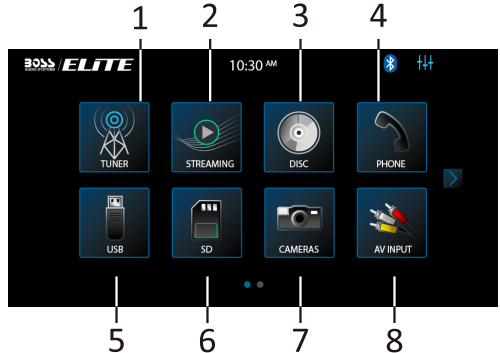 1 2 3 4
BOSS AUDIO SYSTEMS / ELITE 10:30 AM
TUNER STREAMING DISC PHONE
USB SD CAMERAS AV INPUT
5 6 7 8